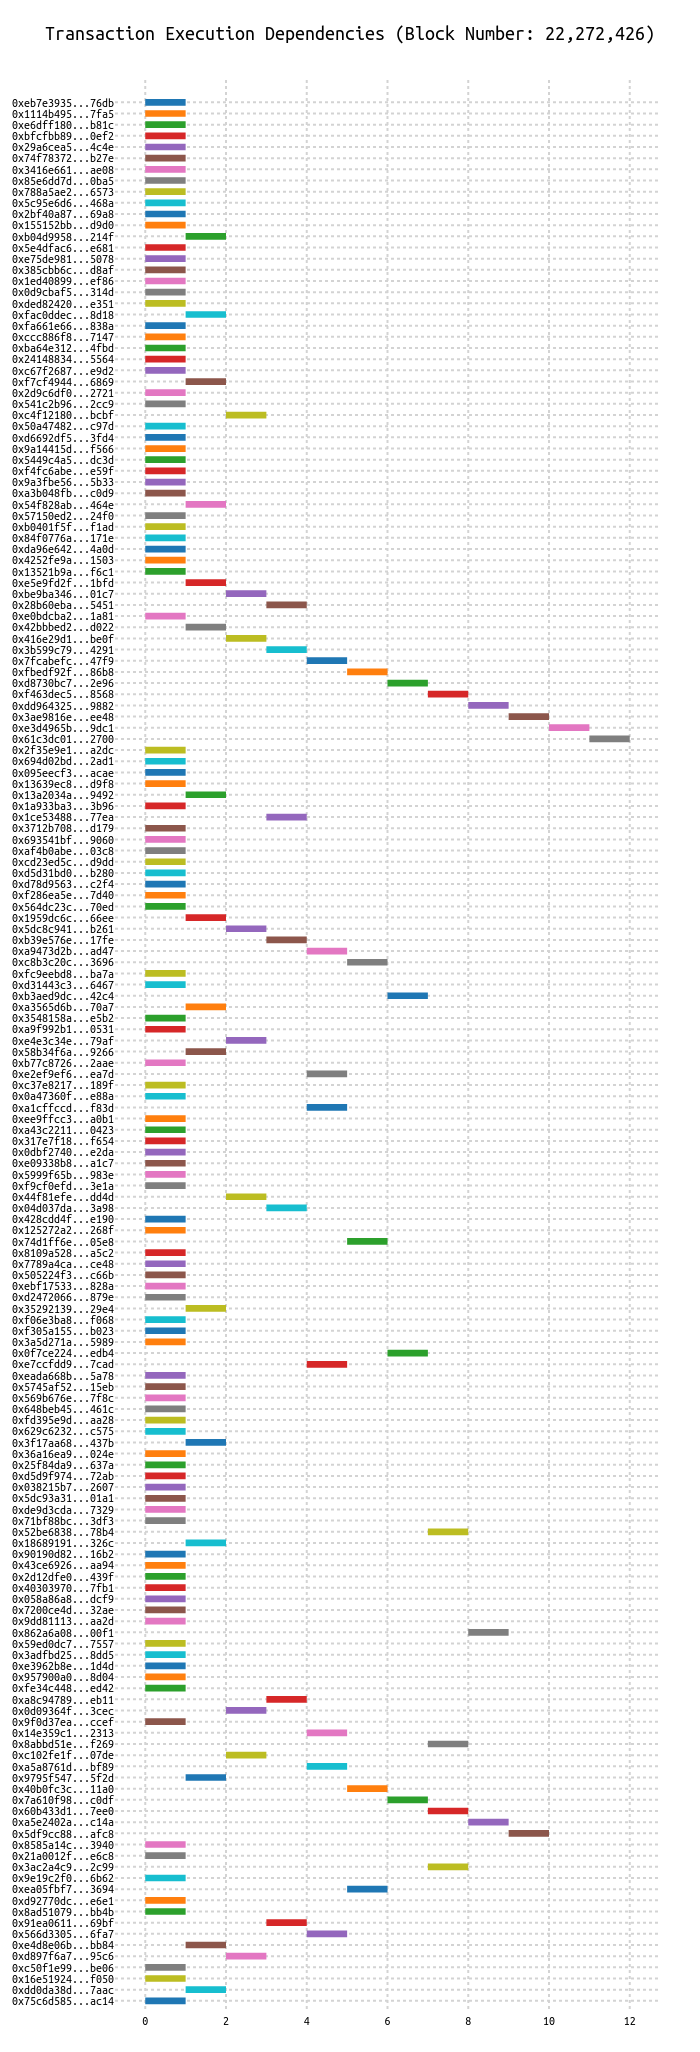 Transaction Execution Dependencies (Block Number: 22,272,426)
0xeb7e3935...76db
0x1114b495...7fa5
0xe6dff180...b81c
0xbfcfbb89...0ef2
0x29a6cea5...4c4e
0x74f78372...b27e
0x3416e661...ae08
0x85e6dd7d...0ba5
0x788a5ae2...6573
0x5c95e6d6...468a
0x2bf40a87...69a8
0x155152bb...d9d0
0xb04d9958...214f
0x5e4dfac6...e681
0xe75de981...5078
0x385cbb6c...d8af
0x1ed40899...ef86
0x0d9cbaf5...314d
0xded82420...e351
0xfac0ddec...8d18
0xfa661e66...838a
0xccc886f8...7147
0xba64e312...4fbd
0x24148834...5564
0xc67f2687...e9d2
0xf7cf4944...6869
0x2d9c6df0...2721
0x541c2b96...2cc9
0xc4f12180...bcbf
0x50a47482...c97d
0xd6692df5...3fd4
0x9a14415d...f566
0x5449c4a5...dc3d
0xf4fc6abe...e59f
0x9a3fbe56...5b33
0xa3b048fb...c0d9
0x54f828ab...464e
0x57150ed2...24f0
0xb0401f5f...f1ad
0x84f0776a...171e
0xda96e642...4a0d
0x4252fe9a...1503
0x13521b9a...f6c1
0xe5e9fd2f...1bfd
0xbe9ba346...01c7
0x28b60eba...5451
0xe0bdcba2...1a81
0x42bbbed2...d022
0x416e29d1...be0f
0x3b599c79...4291
0x7fcabefc...47f9
0xfbedf92f...86b8
0xd8730bc7...2e96
0xf463dec5...8568
0xdd964325...9882
0x3ae9816e...ee48
0xe3d4965b...9dc1
0x61c3dc01...2700
0x2f35e9e1...a2dc
0x694d02bd...2ad1
0x095eecf3...acae
0x13639ec8...d9f8
0x13a2034a...9492
0x1a933ba3...3b96
0x1ce53488...77ea
0x3712b708...d179
0x693541bf...9060
0xaf4b0abe...03c8
0xcd23ed5c...d9dd
0xd5d31bd0...b280
0xd78d9563...c2f4
0xf286ea5e...7d40
0x564dc23c...70ed
0x1959dc6c...66ee
0x5dc8c941...b261
0xb39e576e...17fe
0xa9473d2b...ad47
0xc8b3c20c...3696
0xfc9eebd8...ba7a
0xd31443c3...6467
0xb3aed9dc...42c4
0xa3565d6b...70a7
0x3548158a...e5b2
0xa9f992b1...0531
0xe4e3c34e...79af
0x58b34f6a...9266
0xb77c8726...2aae
0xe2ef9ef6...ea7d
0xc37e8217...189f
0x0a47360f...e88a
0xa1cffccd...f83d
0xee9ffcc3...a0b1
0xa43c2211...0423
0x317e7f18...f654
0x0dbf2740...e2da
0xe09338b8...a1c7
0x5999f65b...983e
0xf9cf0efd...3e1a
0x44f81efe...dd4d
0x04d037da...3a98
0x428cdd4f...e190
0x125272a2...268f
0x74d1ff6e...05e8
0x8109a528...a5c2
0x7789a4ca...ce48
0x505224f3...c66b
0xebf17533...828a
0xd2472066...879e
0x35292139...29e4
0xf06e3ba8...f068
0xf305a155...b023
0x3a5d271a...5989
0x0f7ce224...edb4
0xe7ccfdd9...7cad
0xeada668b...5a78
0x5745af52...15eb
0x569b676e...7f8c
0x648beb45...461c
0xfd395e9d...aa28
0x629c6232...c575
0x3f17aa68...437b
0x36a16ea9...024e
0x25f84da9...637a
0xd5d9f974...72ab
0x038215b7...2607
0x5dc93a31...01a1
0xde9d3cda...7329
0x71bf88bc...3df3
0x52be6838...78b4
0x18689191...326c
0x90190d82...16b2
0x43ce6926...aa94
0x2d12dfe0...439f
0x40303970...7fb1
0x058a86a8...dcf9
0x7200ce4d...32ae
0x9dd81113...aa2d
0x862a6a08...00f1
0x59ed0dc7...7557
0x3adfbd25...8dd5
0xe3962b8e...1d4d
0x957900a0...8d04
0xfe34c448...ed42
0xa8c94789...eb11
0x0d09364f...3cec
0x9f0d37ea...ccef
0x14e359c1...2313
0x8abbd51e...f269
0xc102fe1f...07de
0xa5a8761d...bf89
0x9795f547...5f2d
0x40b0fc3c...11a0
0x7a610f98...c0df
0x60b433d1...7ee0
0xa5e2402a...c14a
0x5df9cc88...afc8
0x8585a14c...3940
0x21a0012f...e6c8
0x3ac2a4c9...2c99
0x9e19c2f0...6b62
0xea05fbf7...3694
0xd92770dc...e6e1
0x8ad51079...bb4b
0x91ea0611...69bf
0x566d3305...6fa7
0xe4d8e06b...bb84
0xd897f6a7...95c6
0xc50f1e99...be06
0x16e51924...f050
0xdd0da38d...7aac
0x75c6d585...ac14
0 2 4 6 8 10 12